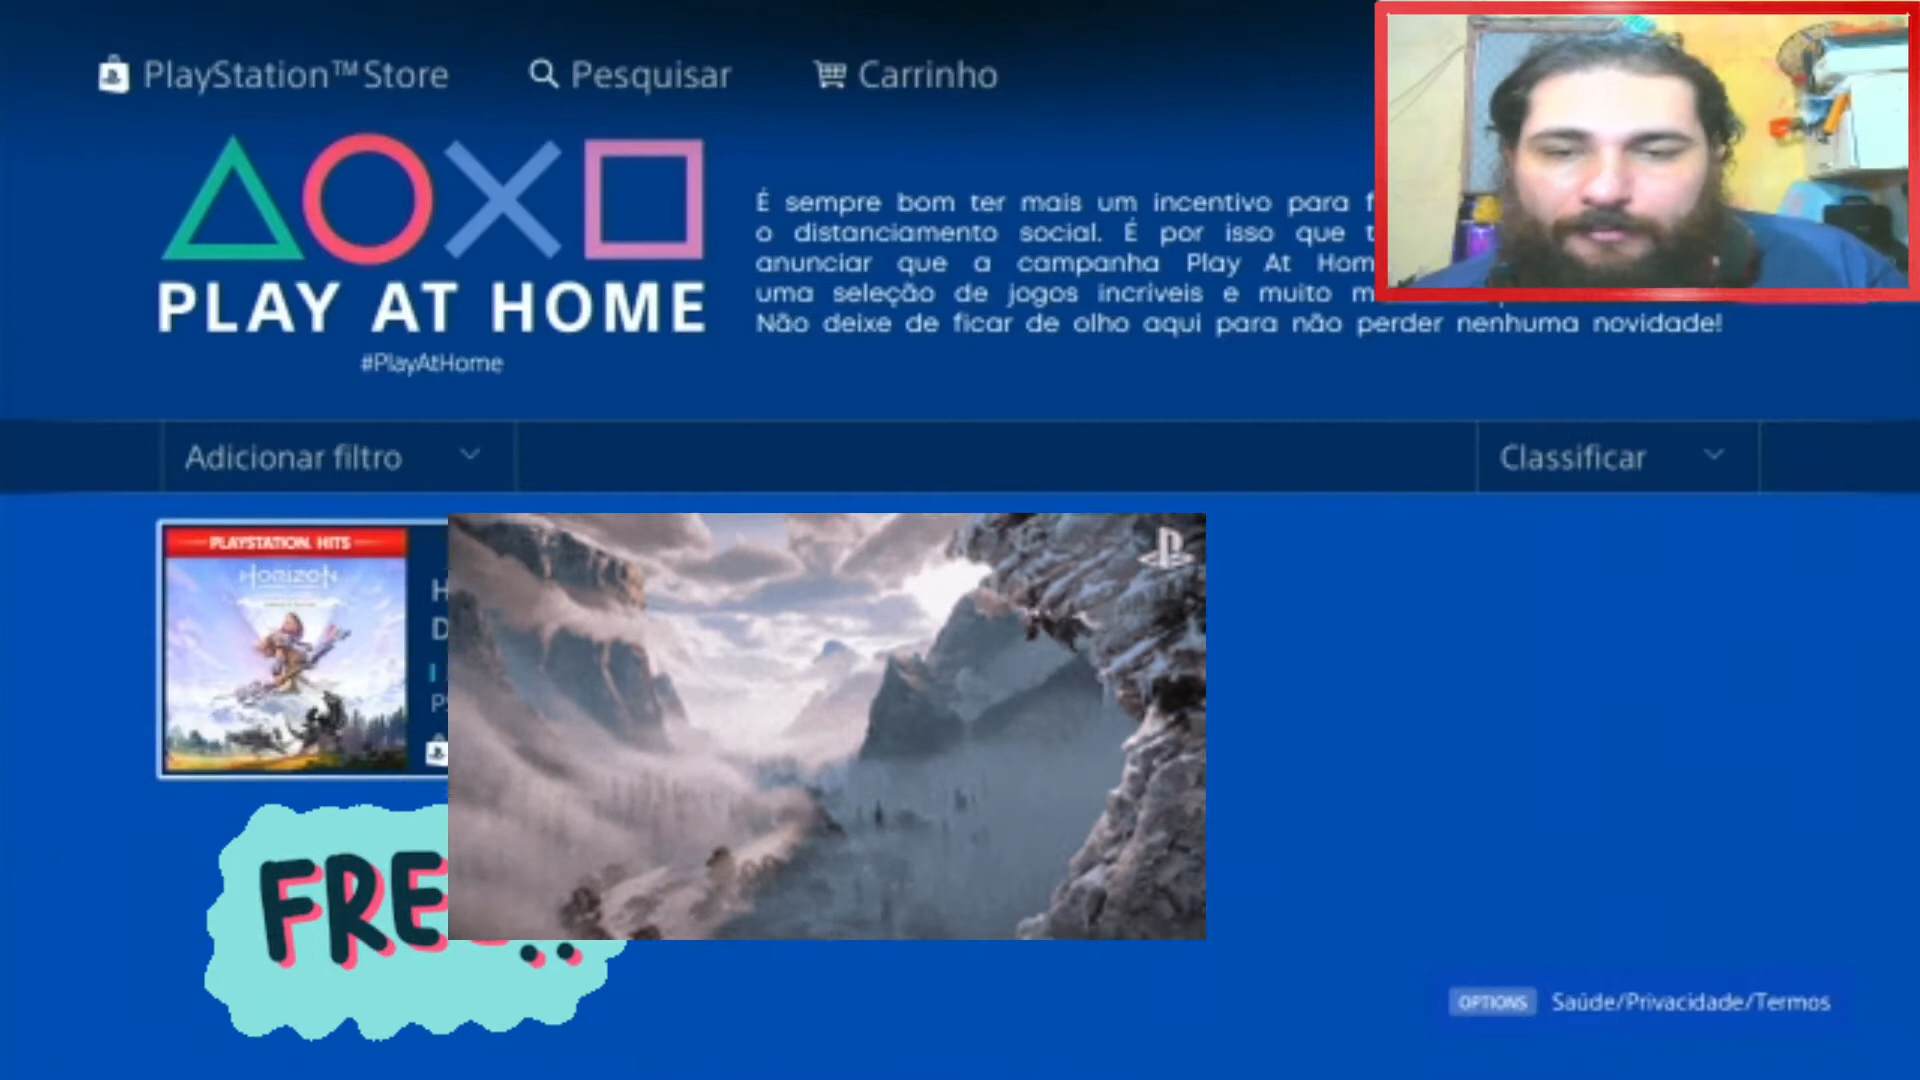 PlayStation™Store
Pesquisar
Carrinho
PLAY AT HOME
#PlayAtHome
É sempre bom ter mais um incentivo para f
o distanciamento social. É por isso que t
anunciar que a campanha Play At Hom
uma seleção de jogos incríveis e muito m
Não deixe de ficar de olho aqui para não perder nenhuma novidade!
Adicionar filtro
Classificar
PLAYSTATION. HITS
HORIZON
H
D
P
FRE
OPTIONS Saúde/Privacidade/Termos